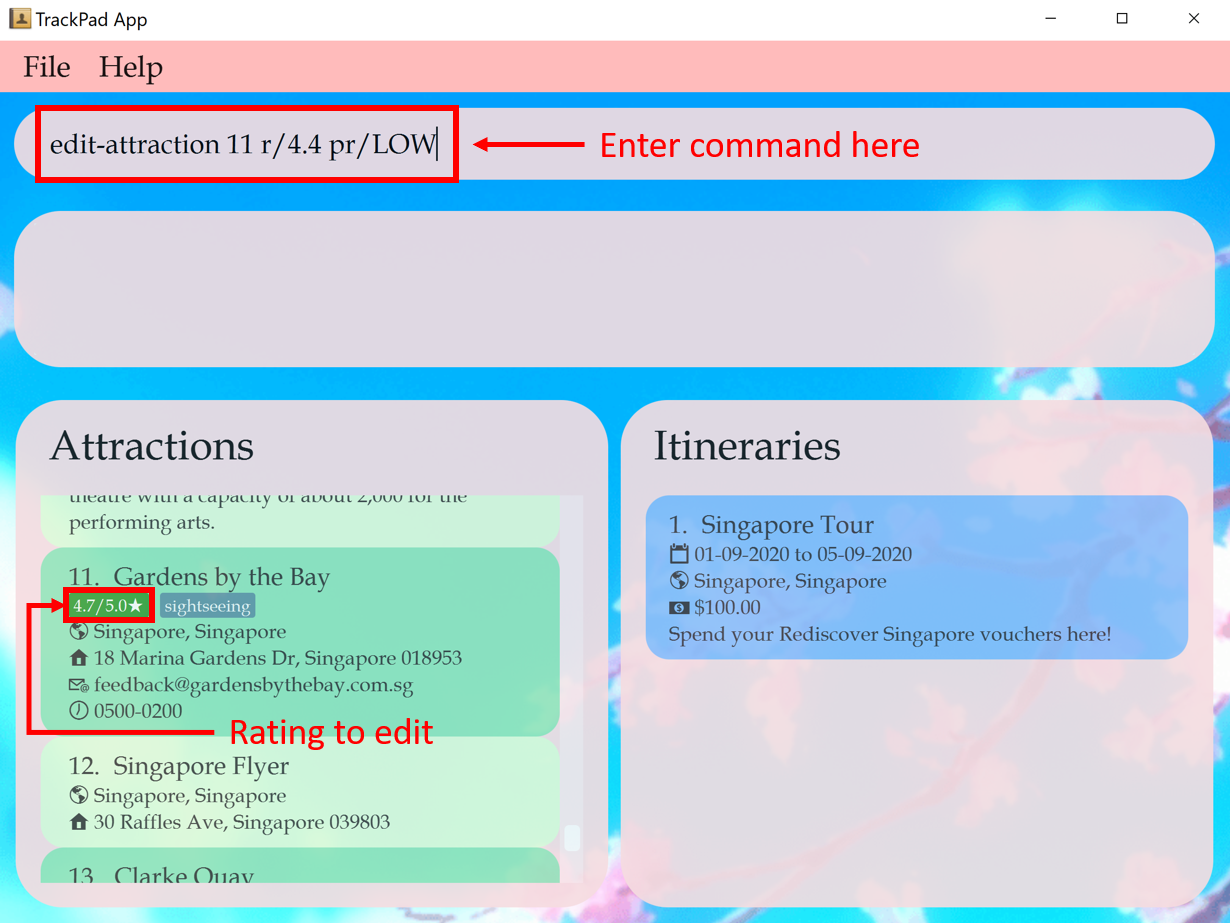 TrackPad App
File Help
edit-attraction 11 r/4.4 pr/LOW
Enter command here
Attractions
theatre with a capacity of about 2,000 for the
performing arts.
11. Gardens by the Bay
4.7/5.0★ sightseeing
Singapore, Singapore
18 Marina Gardens Dr, Singapore 018953
feedback@gardensbythebay.com.sg
0500-0200
Rating to edit
12. Singapore Flyer
Singapore, Singapore
30 Raffles Ave, Singapore 039803
13. Clarke Quay
Itineraries
1. Singapore Tour
01-09-2020 to 05-09-2020
Singapore, Singapore
$100.00
Spend your Rediscover Singapore vouchers here!